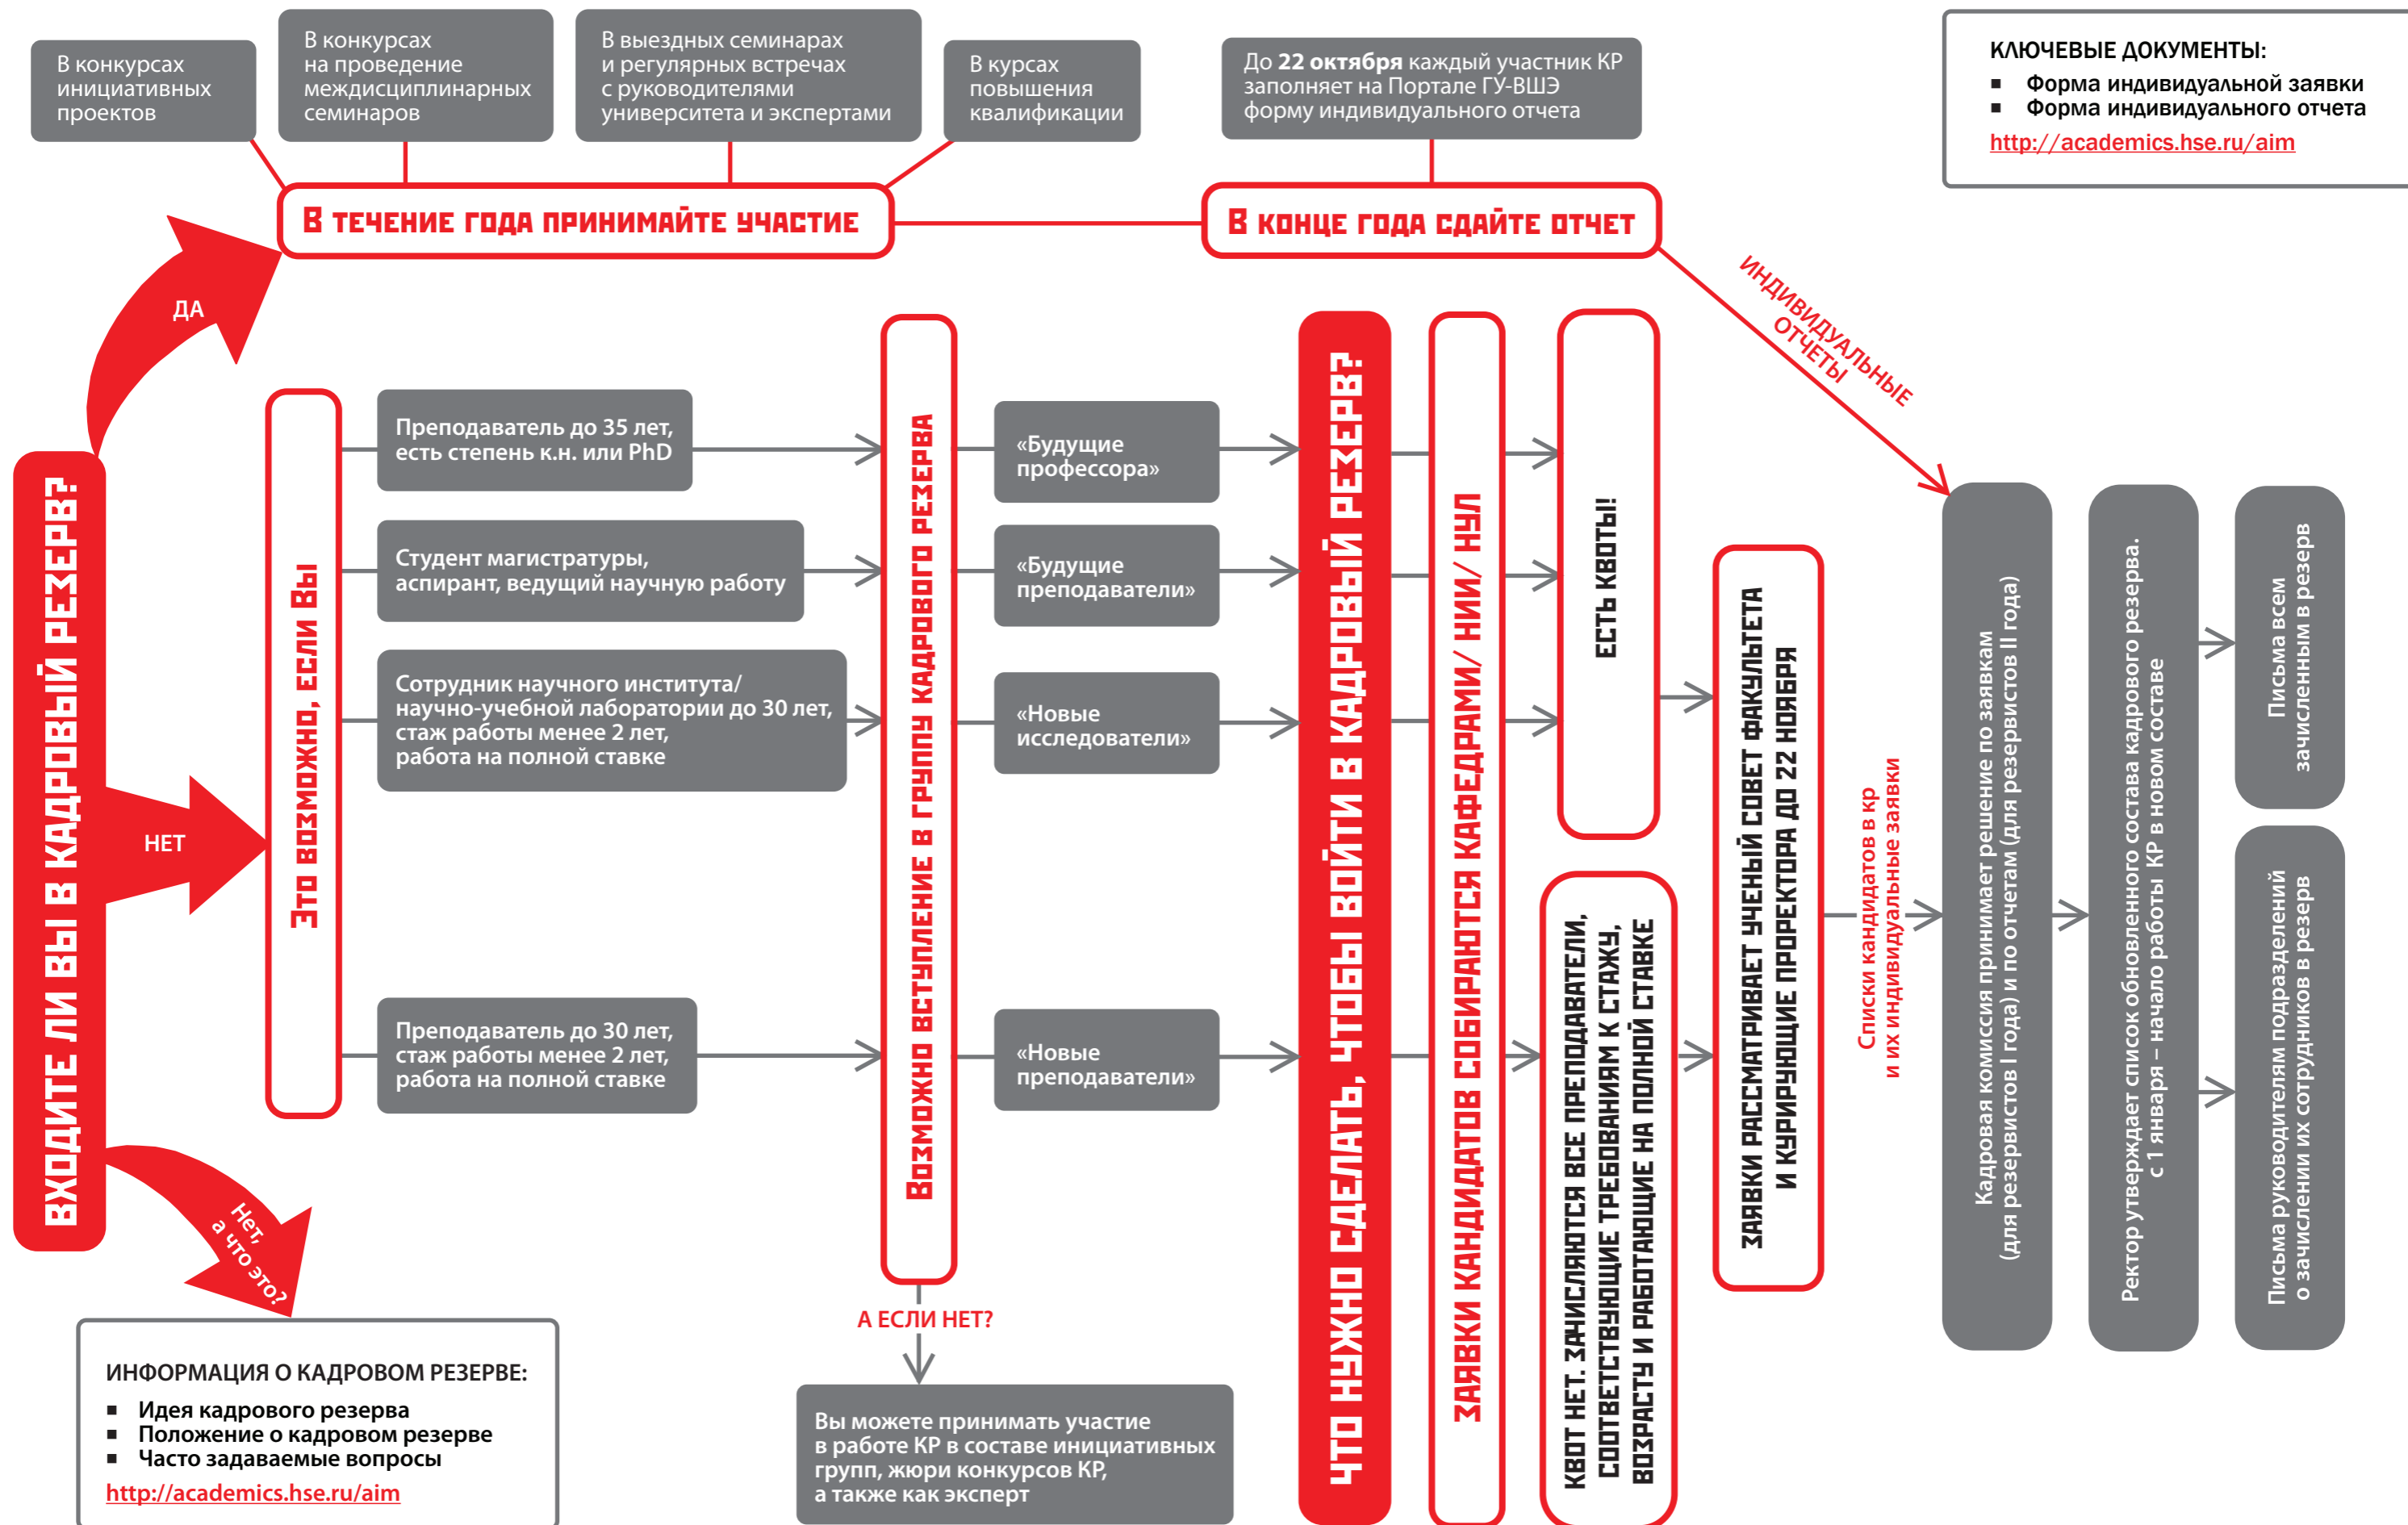 В конкурсах
инициативных
проектов
В конкурсах
на проведение
междисциплинарных
семинаров
В выездных семинарах
и регулярных встречах
с руководителями
университета и экспертами
В курсах
повышения
квалификации
До 22 октября каждый участник КР
заполняет на Портале ГУ-ВШЭ
форму индивидуального отчета
КЛЮЧЕВЫЕ ДОКУМЕНТЫ:
▪ Форма индивидуальной заявки
▪ Форма индивидуального отчета
http://academics.hse.ru/aim
В ТЕЧЕНИЕ ГОДА ПРИНИМАЙТЕ УЧАСТИЕ
В КОНЦЕ ГОДА СДАЙТЕ ОТЧЕТ
ИНДИВИДУАЛЬНЫЕ
ОТЧЕТЫ
ВХОДИТЕ ЛИ ВЫ В КАДРОВЫЙ РЕЗЕРВ?
ДА
НЕТ
Нет,
а что это?
ЭТО ВОЗМОЖНО, ЕСЛИ ВЫ
Преподаватель до 35 лет,
есть степень к.н. или PhD
Студент магистратуры,
аспирант, ведущий научную работу
Сотрудник научного института/
научно-учебной лаборатории до 30 лет,
стаж работы менее 2 лет,
работа на полной ставке
Преподаватель до 30 лет,
стаж работы менее 2 лет,
работа на полной ставке
ВОЗМОЖНО ВСТУПЛЕНИЕ В ГРУППУ КАДРОВОГО РЕЗЕРВА
«Будущие
профессора»
«Будущие
преподаватели»
«Новые
исследователи»
«Новые
преподаватели»
А ЕСЛИ НЕТ?
Вы можете принимать участие
в работе КР в составе инициативных
групп, жюри конкурсов КР,
а также как эксперт
ЧТО НУЖНО СДЕЛАТЬ, ЧТОБЫ ВОЙТИ В КАДРОВЫЙ РЕЗЕРВ?
ЗАЯВКИ КАНДИДАТОВ СОБИРАЮТСЯ КАФЕДРАМИ/ НИИ/ НУЛ
ЕСТЬ КВОТЫ!
КВОТ НЕТ. ЗАЧИСЛЯЮТСЯ ВСЕ ПРЕПОДАВАТЕЛИ,
СООТВЕТСТВУЮЩИЕ ТРЕБОВАНИЯМ К СТАЖУ,
ВОЗРАСТУ И РАБОТАЮЩИЕ НА ПОЛНОЙ СТАВКЕ
ЗАЯВКИ РАССМАТРИВАЕТ УЧЕНЫЙ СОВЕТ ФАКУЛЬТЕТА
И КУРИРУЮЩИЕ ПРОРЕКТОРА ДО 22 НОЯБРЯ
Списки кандидатов в кр
и их индивидуальные заявки
Кадровая комиссия принимает решение по заявкам
(для резервистов I года) и по отчетам (для резервистов II года)
Ректор утверждает список обновленного состава кадрового резерва.
с 1 января – начало работы КР в новом составе
Письма всем
зачисленным в резерв
Письма руководителям подразделений
о зачислении их сотрудников в резерв
ИНФОРМАЦИЯ О КАДРОВОМ РЕЗЕРВЕ:
▪ Идея кадрового резерва
▪ Положение о кадровом резерве
▪ Часто задаваемые вопросы
http://academics.hse.ru/aim